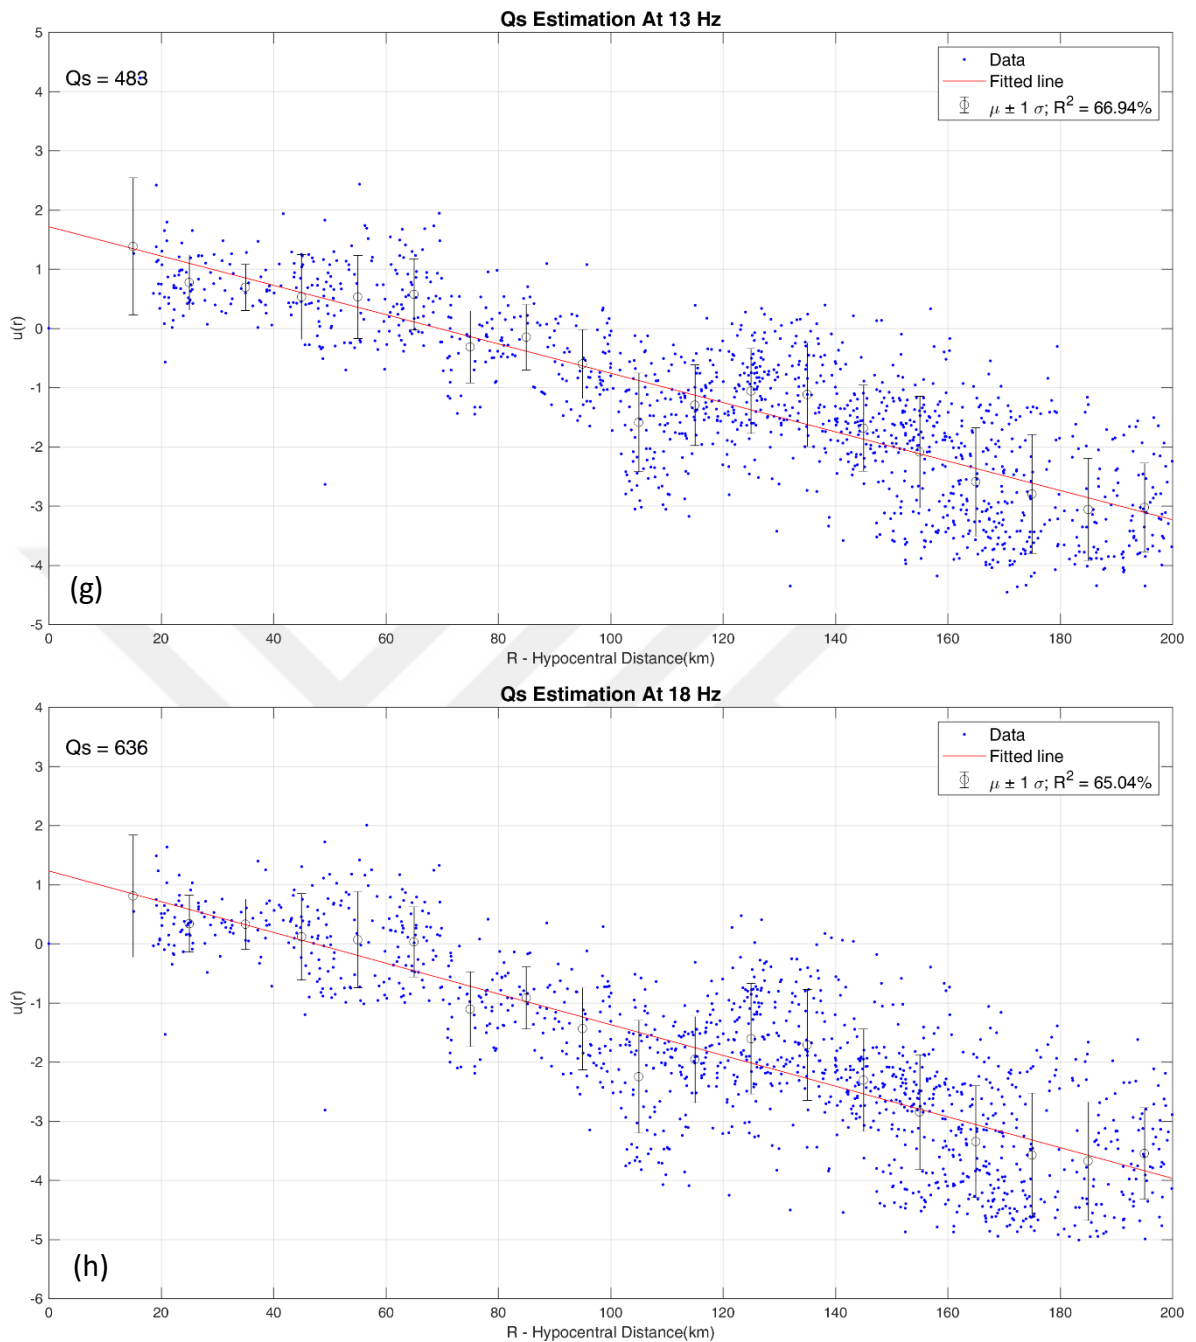 Qs Estimation At 13 Hz
5
4
3
2
1
0
-1
-2
-3
-4
-5
u(r)
Qs = 483
Data
Fitted line
μ ± 1 σ; R² = 66.94%
(g)
0 20 40 60 80 100 120 140 160 180 200
R - Hypocentral Distance(km)
Qs Estimation At 18 Hz
4
3
2
1
0
-1
-2
-3
-4
-5
-6
u(r)
Qs = 636
Data
Fitted line
μ ± 1 σ; R² = 65.04%
(h)
0 20 40 60 80 100 120 140 160 180 200
R - Hypocentral Distance(km)